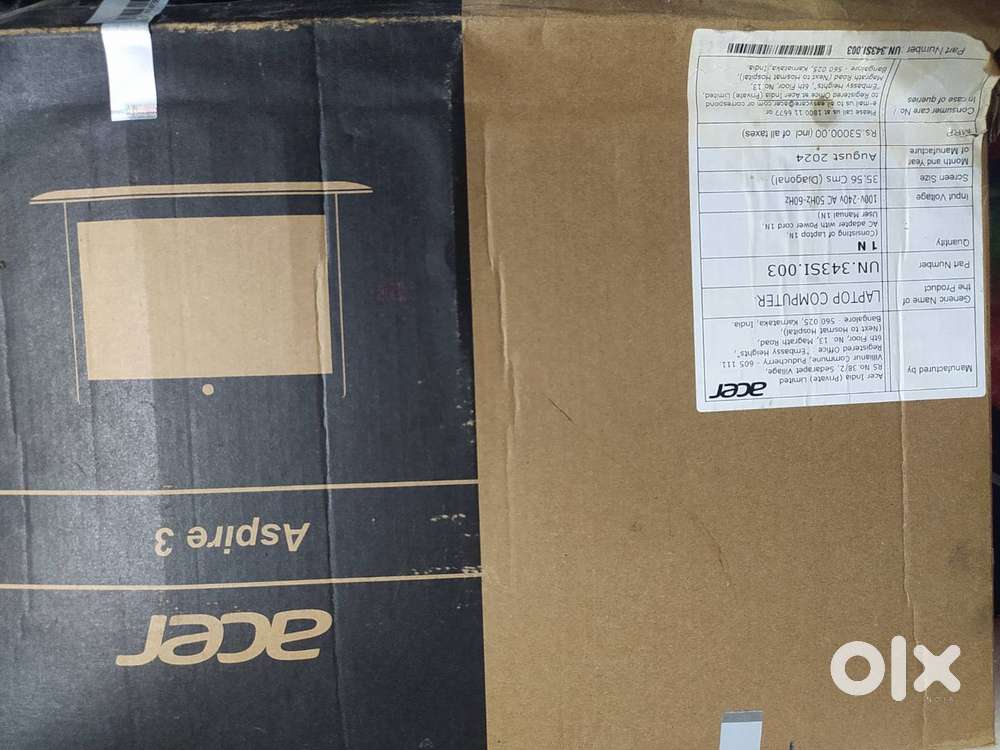 acer
Aspire 3
acer
Manufactured by
Acer India (Private) Limited
RS No.38/2, Sedarapet Village,
Villianur Commune, Puducherry - 605 111
Registered Office - "Embassy Heights",
6th Floor, No. 13, Magrath Road,
(Next to Hosmat Hospital),
Bangalore - 560 025, Karnataka, India.
Generic Name of
the Product
LAPTOP COMPUTER
Part Number
UN.343SI.003
Quantity
1 N
(Consisting of Laptop 1N,
AC adapter with Power cord 1N,
User Manual 1N)
Input Voltage
100V-240V AC 50Hz-60Hz
Screen Size
35.56 Cms (Diagonal)
Month and Year
of Manufacture
August 2024
MRP
Rs.53000.00 (incl of all taxes)
Consumer care No /
In case of queries
Please call us at 1800 11 6677 or
e-mail us to ai.easycare@acer.com or correspond
to Registered Office at Acer India (Private) Limited,
"Embassy Heights", 6th Floor, No 13,
Magrath Road (Next to Hosmat Hospital),
Bangalore - 560 025, Karnataka, India.
Part Number UN.343SI.003
olx
INDIA